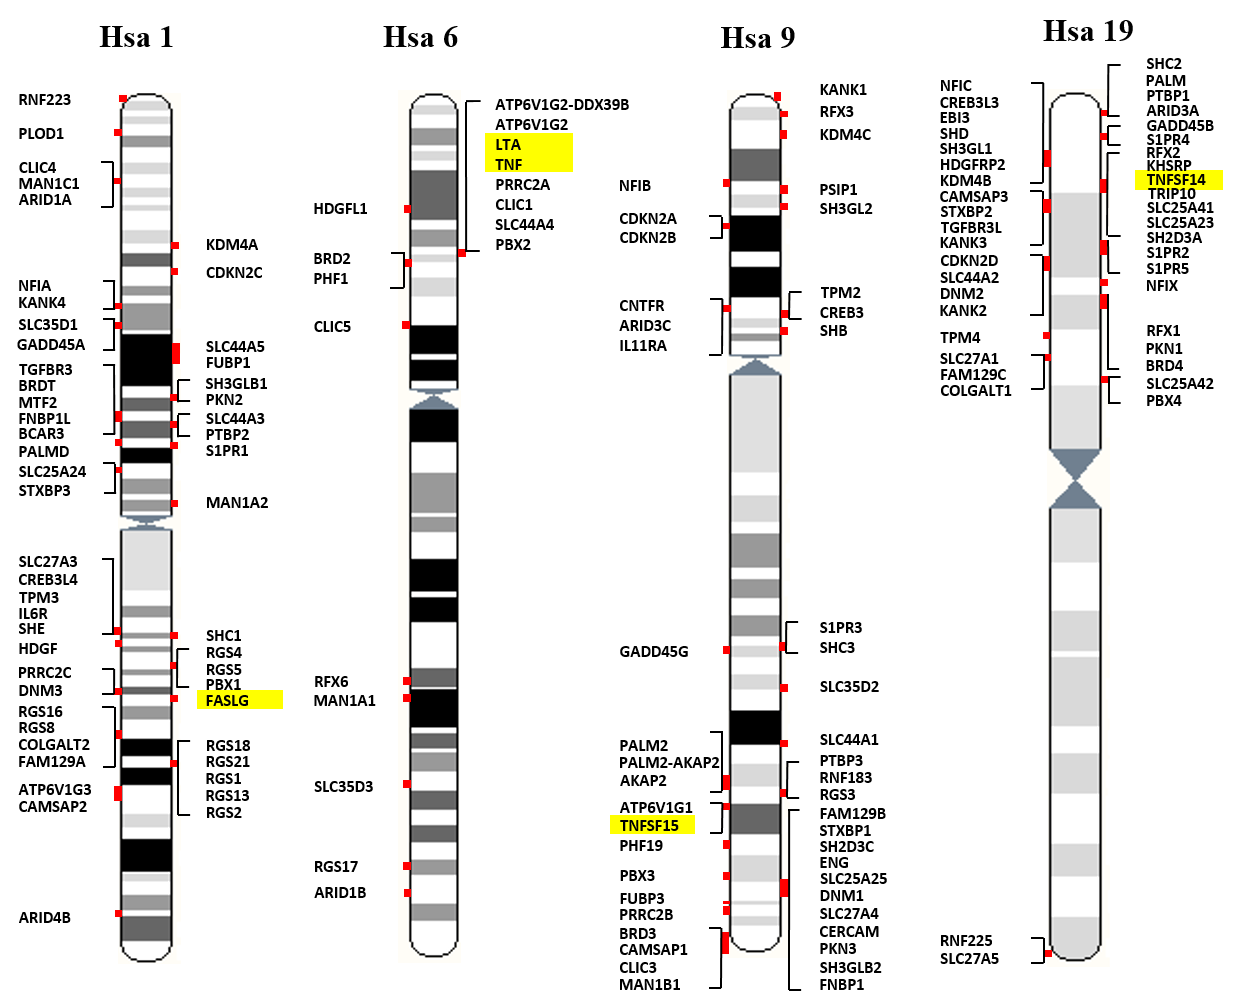 Hsa 1
RNF223
PLOD1
CLIC4
MAN1C1
ARID1A
NFIA
KANK4
SLC35D1
GADD45A
TGFBR3
BRDT
MTF2
FNBP1L
BCAR3
PALMD
SLC25A24
STXBP3
SLC27A3
CREB3L4
TPM3
IL6R
SHE
HDGF
PRRC2C
DNM3
RGS16
RGS8
COLGALT2
FAM129A
ATP6V1G3
CAMSAP2
ARID4B
KDM4A
CDKN2C
SLC44A5
FUBP1
SH3GLB1
PKN2
SLC44A3
PTBP2
S1PR1
MAN1A2
SHC1
RGS4
RGS5
PBX1
FASLG
RGS18
RGS21
RGS1
RGS13
RGS2
Hsa 6
HDGFL1
BRD2
PHF1
CLIC5
RFX6
MAN1A1
SLC35D3
RGS17
ARID1B
ATP6V1G2-DDX39B
ATP6V1G2
LTA
TNF
PRRC2A
CLIC1
SLC44A4
PBX2
Hsa 9
NFIB
CDKN2A
CDKN2B
CNTFR
ARID3C
IL11RA
GADD45G
PALM2
PALM2-AKAP2
AKAP2
ATP6V1G1
TNFSF15
PHF19
PBX3
FUBP3
PRRC2B
BRD3
CAMSAP1
CLIC3
MAN1B1
KANK1
RFX3
KDM4C
PSIP1
SH3GL2
TPM2
CREB3
SHB
S1PR3
SHC3
SLC35D2
SLC44A1
PTBP3
RNF183
RGS3
FAM129B
STXBP1
SH2D3C
ENG
SLC25A25
DNM1
SLC27A4
CERCAM
PKN3
SH3GLB2
FNBP1
Hsa 19
NFIC
CREB3L3
EBI3
SHD
SH3GL1
HDGFRP2
KDM4B
CAMSAP3
STXBP2
TGFBR3L
KANK3
CDKN2D
SLC44A2
DNM2
KANK2
TPM4
SLC27A1
FAM129C
COLGALT1
RNF225
SLC27A5
SHC2
PALM
PTBP1
ARID3A
GADD45B
S1PR4
RFX2
KHSRP
TNFSF14
TRIP10
SLC25A41
SLC25A23
SH2D3A
S1PR2
S1PR5
NFIX
RFX1
PKN1
BRD4
SLC25A42
PBX4